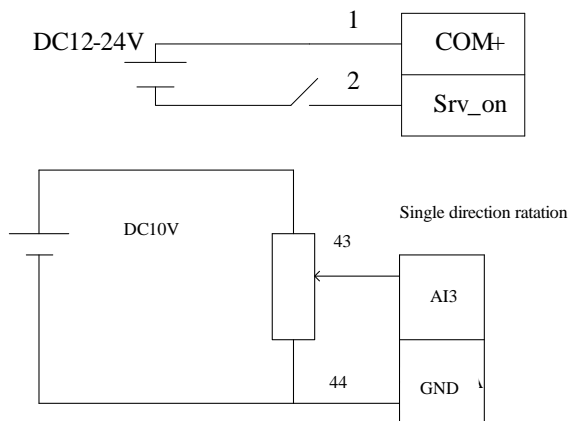 1
DC12-24V
COM+
2
Srv_on
Single direction ratation
DC10V
43
AI3
44
GND